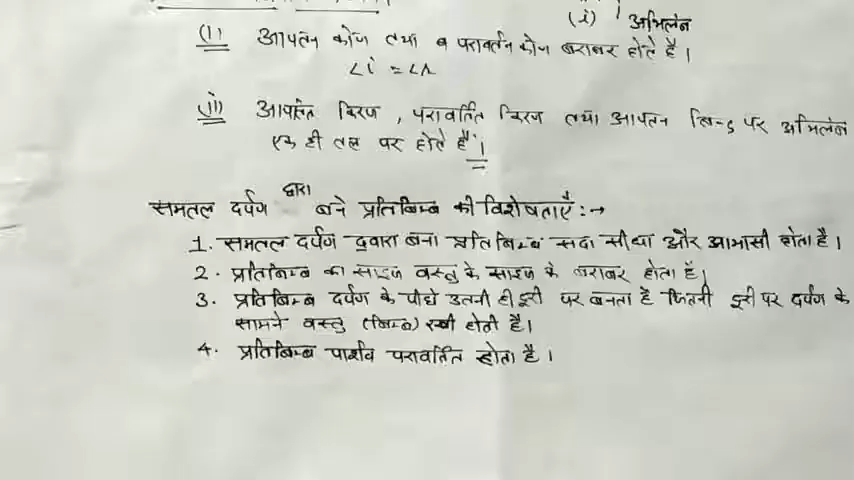 (i) अभिलंब
(i) आपतन कोण तथा व परावर्तन कोण बराबर होते है।
∠i = ∠r
(ii) आपतित किरण, परावर्तित किरण तथा आपतन बिन्दु पर अभिलंब
एक ही तल पर होते है।
समतल दर्पण द्वारा बने प्रतिबिम्ब की विशेषताएँ :→
1. समतल दर्पण द्वारा बना प्रतिबिम्ब सदा सीधा और आभासी होता है।
2. प्रतिबिम्ब का साइज वस्तु के साइज के बराबर होता है।
3. प्रतिबिम्ब दर्पण के पीछे उतनी ही दूरी पर बनता है जितनी दूरी पर दर्पण के
सामने वस्तु (बिम्ब) रखी होती है।
4. प्रतिबिम्ब पार्श्व परावर्तित होता है।